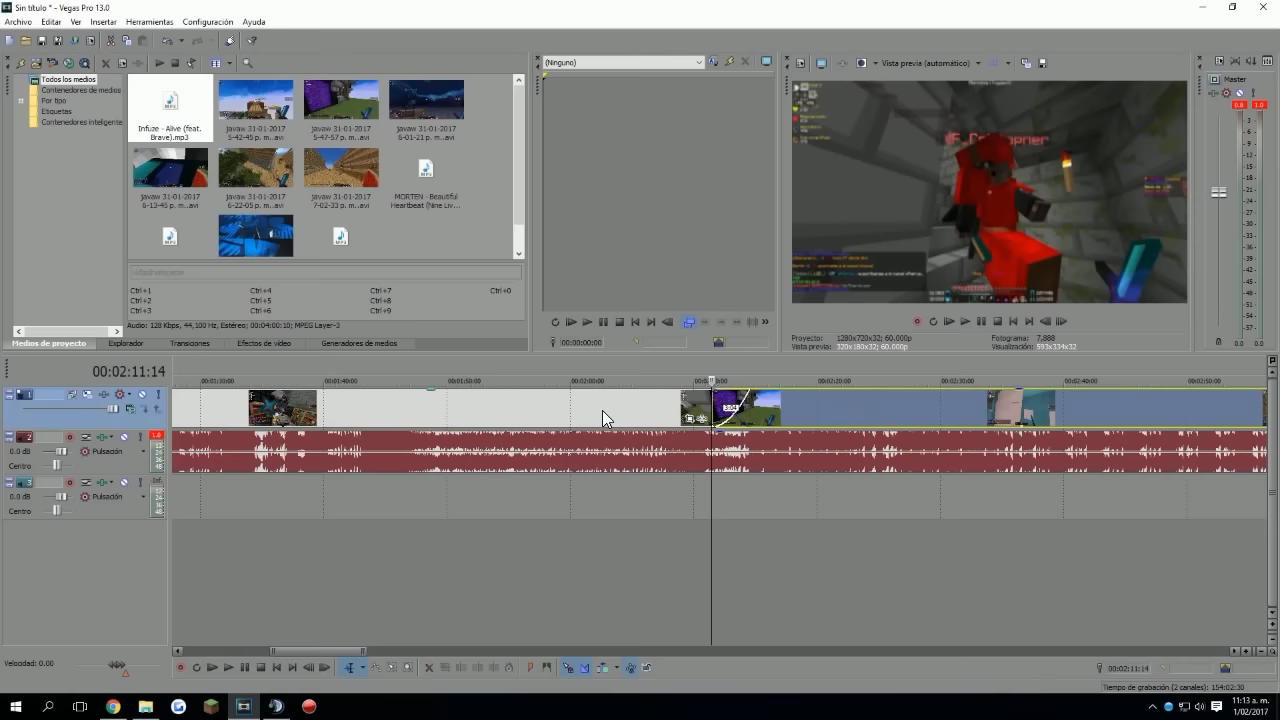 Sin título * - Vegas Pro 13.0
Archivo Editar Ver Insertar Herramientas Configuración Ayuda
(Ninguno)
Vista previa (automático)
Master
Todos los medios
Contenedores de medios
Por tipo
Etiquetas
Contenedores inteligente
Infuze - Alive (feat. Brave).mp3
javaw 31-01-2017 5-42-45 p. m...avi
javaw 31-01-2017 5-47-57 p. m...avi
javaw 31-01-2017 6-01-21 p. m...avi
javaw 31-01-2017 6-13-45 p. m...avi
javaw 31-01-2017 6-22-05 p. m...avi
javaw 31-01-2017 7-02-33 p. m...avi
MORTEN - Beautiful Heartbeat (Nine Liv...
Ctrl+1 Ctrl+4 Ctrl+7 Ctrl+0
Ctrl+2 Ctrl+5 Ctrl+8
Ctrl+3 Ctrl+6 Ctrl+9
Audio: 128 Kbps, 44,100 Hz, Estéreo; 00:04:00;10; MPEG Layer-3
Medios de proyecto Explorador Transiciones Efectos de vídeo Generadores de medios
00:00:00;00
Proyecto: 1280x720x32; 60.000p
Vista previa: 320x180x32; 60.000p
Fotograma: 7,888
Visualización: 593x334x32
00:02:11;14
00:01:40;00 00:01:50;00 00:02:00;00 00:02:20;00 00:02:30;00 00:02:40;00 00:02:50;00
1
3:04
2
0.0 dB Pulsación
Centro
3
0.0 dB Pulsación
Centro
Velocidad: 0.00
00:02:11;14
Tiempo de grabación (2 canales): 154:02:30
11:13 a. m.
1/02/2017